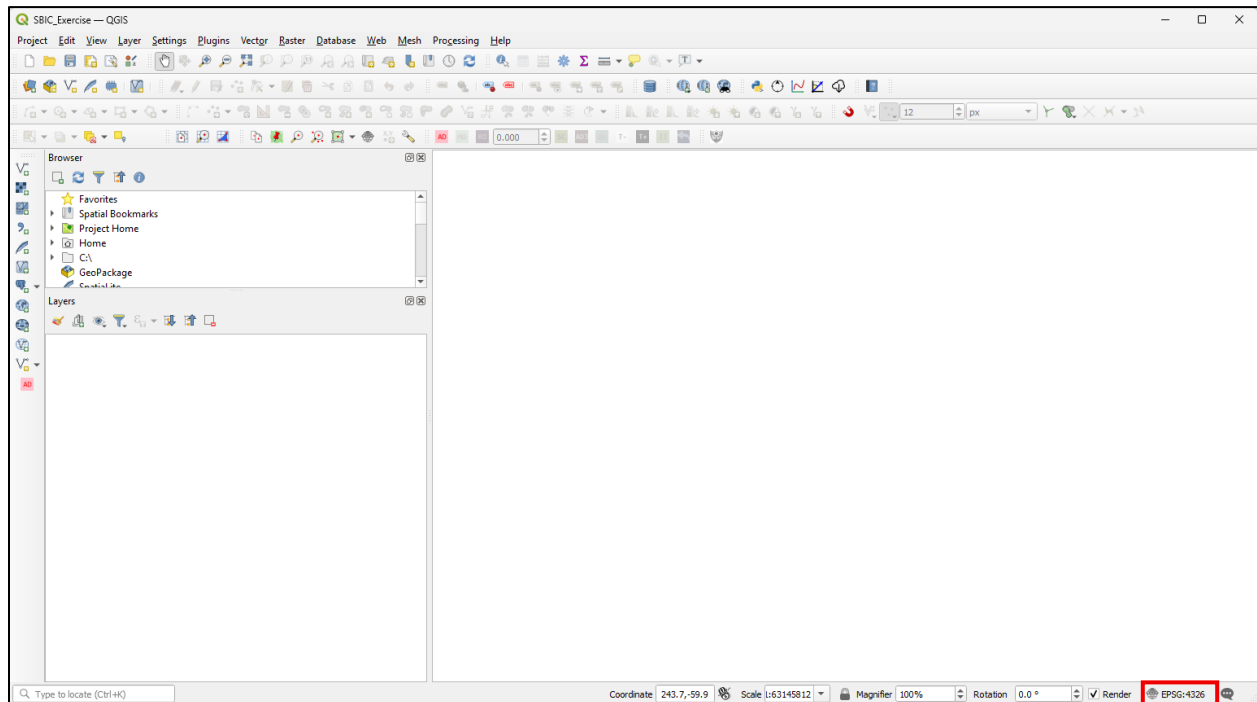 SBIC_Exercise — QGIS
Project Edit View Layer Settings Plugins Vector Raster Database Web Mesh Processing Help
12 px
0.000
Browser
Favorites
Spatial Bookmarks
Project Home
Home
C:\
GeoPackage
SpatiaLite
Layers
AD
Type to locate (Ctrl+K) Coordinate 243.7,-59.9 Scale 1:63145812 Magnifier 100% Rotation 0.0 ° Render EPSG:4326